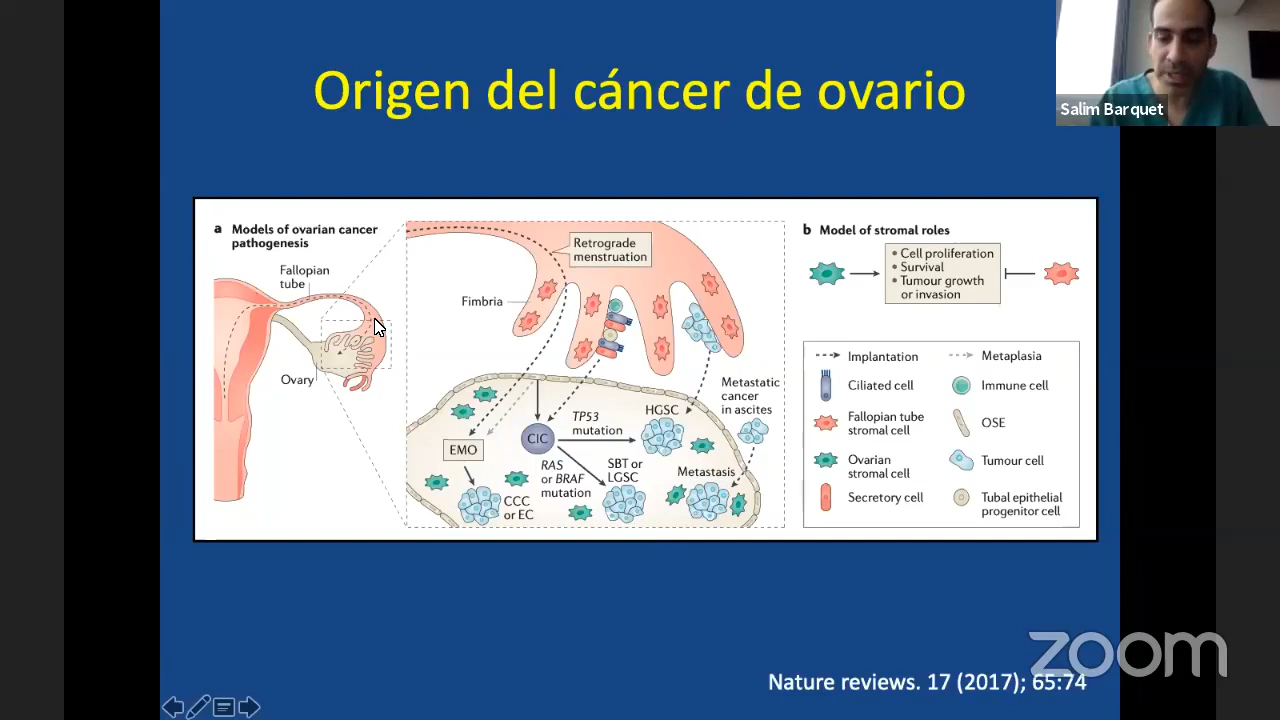 Origen del cáncer de ovario
Salim Barquet
a Models of ovarian cancer
pathogenesis
Fallopian
tube
Ovary
Retrograde
menstruation
Fimbria
Metastatic
cancer
in ascites
HGSC
TP53
mutation
CIC
EMO
RAS
or BRAF
mutation
SBT or
LGSC
Metastasis
CCC
or EC
b Model of stromal roles
• Cell proliferation
• Survival
• Tumour growth
or invasion
Implantation
Metaplasia
Ciliated cell
Immune cell
Fallopian tube
stromal cell
OSE
Ovarian
stromal cell
Tumour cell
Secretory cell
Tubal epithelial
progenitor cell
zoom
Nature reviews. 17 (2017); 65:74